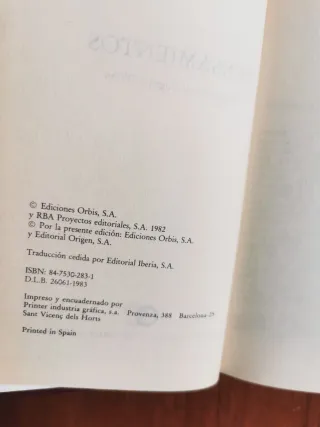 © Ediciones Orbis, S.A.
y RBA Proyectos editoriales, S.A. 1982
© Por la presente edición: Ediciones Orbis, S.A.
y Editorial Origen, S.A.
Traducción cedida por Editorial Iberia, S.A.
ISBN: 84-7530-283-1
D.L.B. 26061-1983
Impreso y encuadernado por
Printer industria gráfica, s.a. Provenza, 388 Barcelona-
Sant Vicenç dels Horts
Printed in Spain